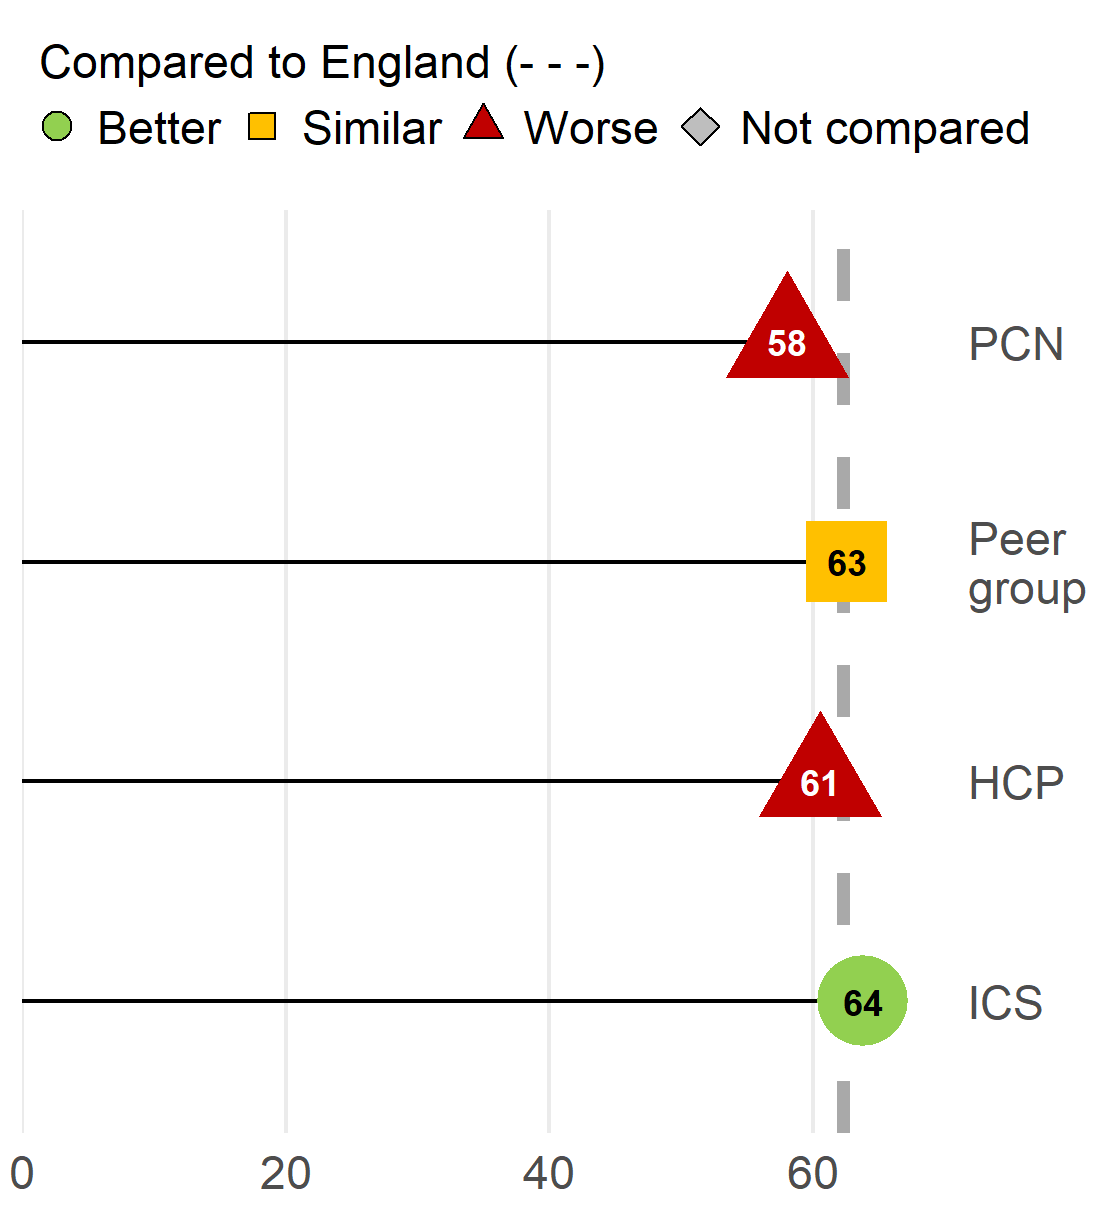 Compared to England (- - -)
Better Similar Worse Not compared
58 PCN
63 Peer
group
61 HCP
64 ICS
0 20 40 60